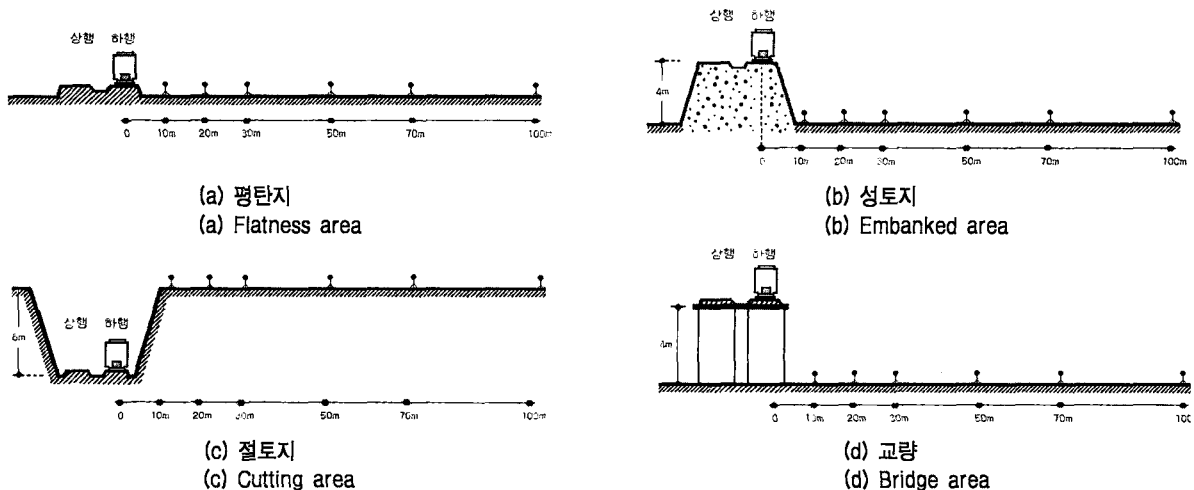 상행 하행
0 10m 20m 30m 50m 70m 100m
(a) 평탄지
(a) Flatness area
상행 하행
4m
0 10m 20m 30m 50m 70m 100m
(b) 성토지
(b) Embanked area
상행 하행
6m
0 10m 20m 30m 50m 70m 100m
(c) 절토지
(c) Cutting area
상행 하행
0 10m 20m 30m 50m 70m 100
(d) 교량
(d) Bridge area